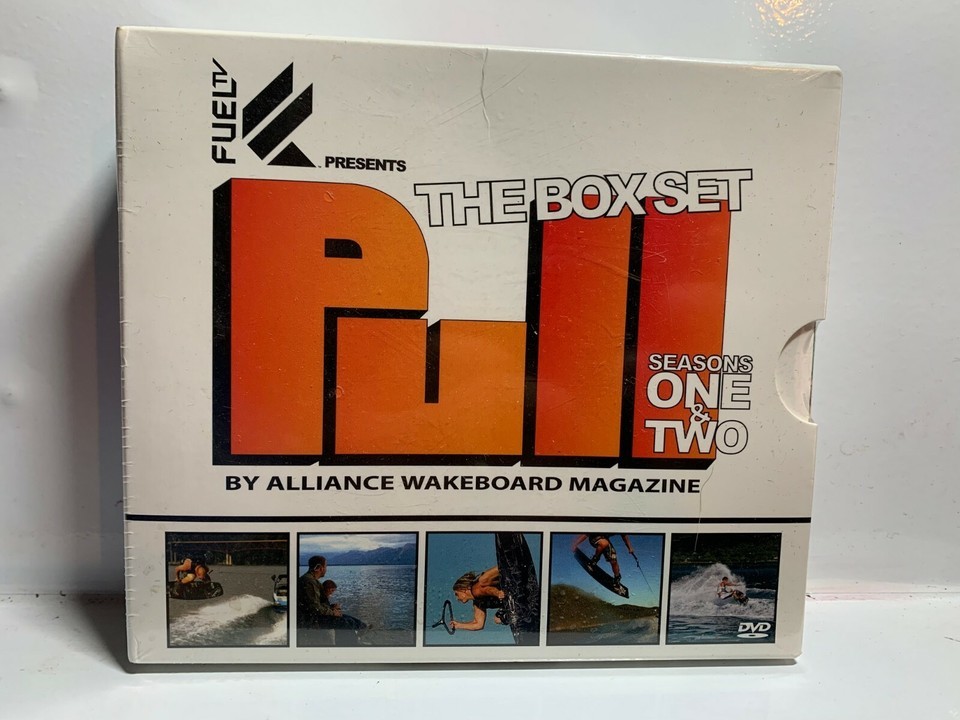 FUEL TV
PRESENTS
THE BOX SET
Pull
SEASONS
ONE
&
TWO
BY ALLIANCE WAKEBOARD MAGAZINE
DVD